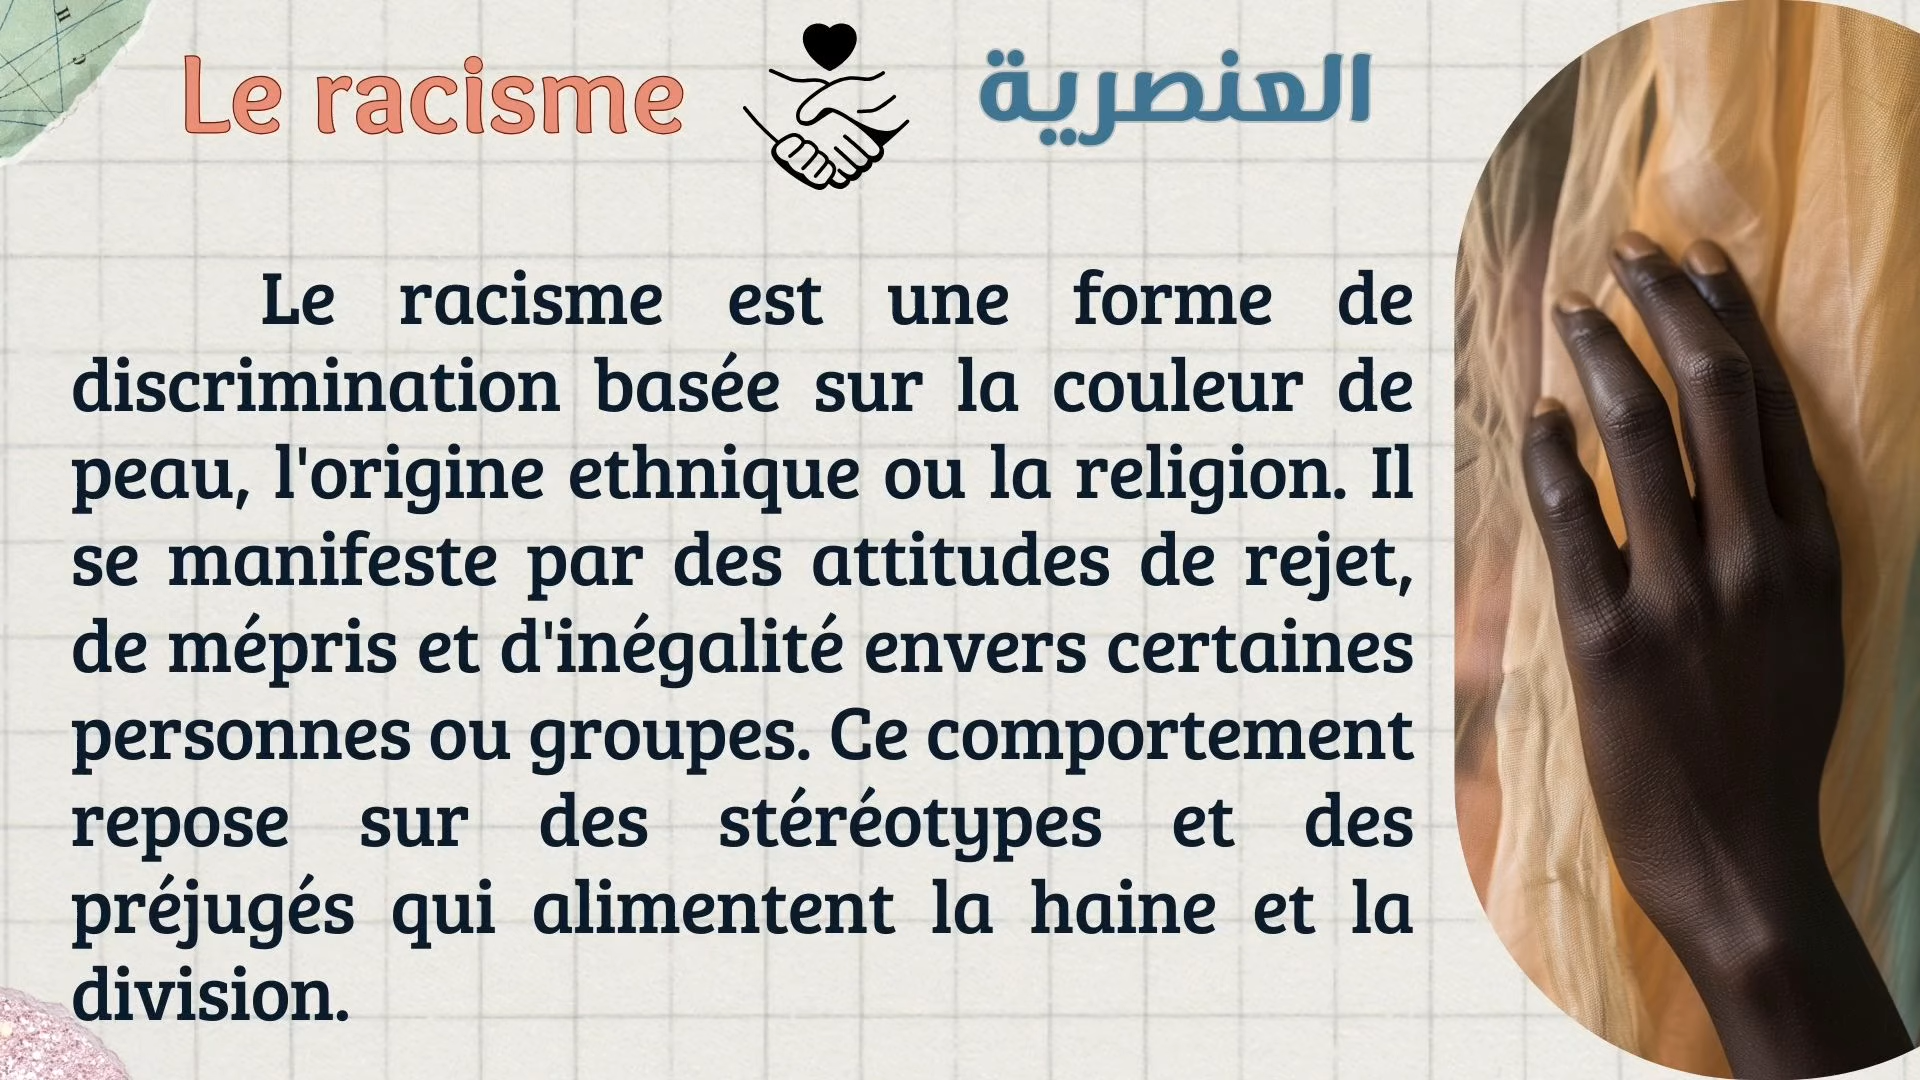 Le racisme
العنصرية
Le racisme est une forme de
discrimination basée sur la couleur de
peau, l'origine ethnique ou la religion. Il
se manifeste par des attitudes de rejet,
de mépris et d'inégalité envers certaines
personnes ou groupes. Ce comportement
repose sur des stéréotypes et des
préjugés qui alimentent la haine et la
division.